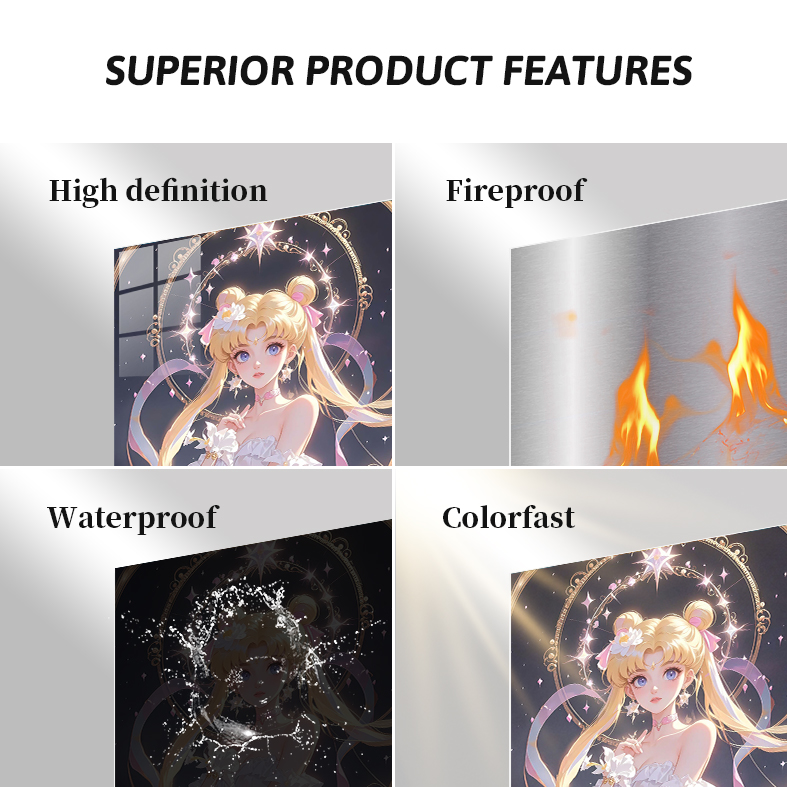 SUPERIOR PRODUCT FEATURES
High definition
Fireproof
Waterproof
Colorfast